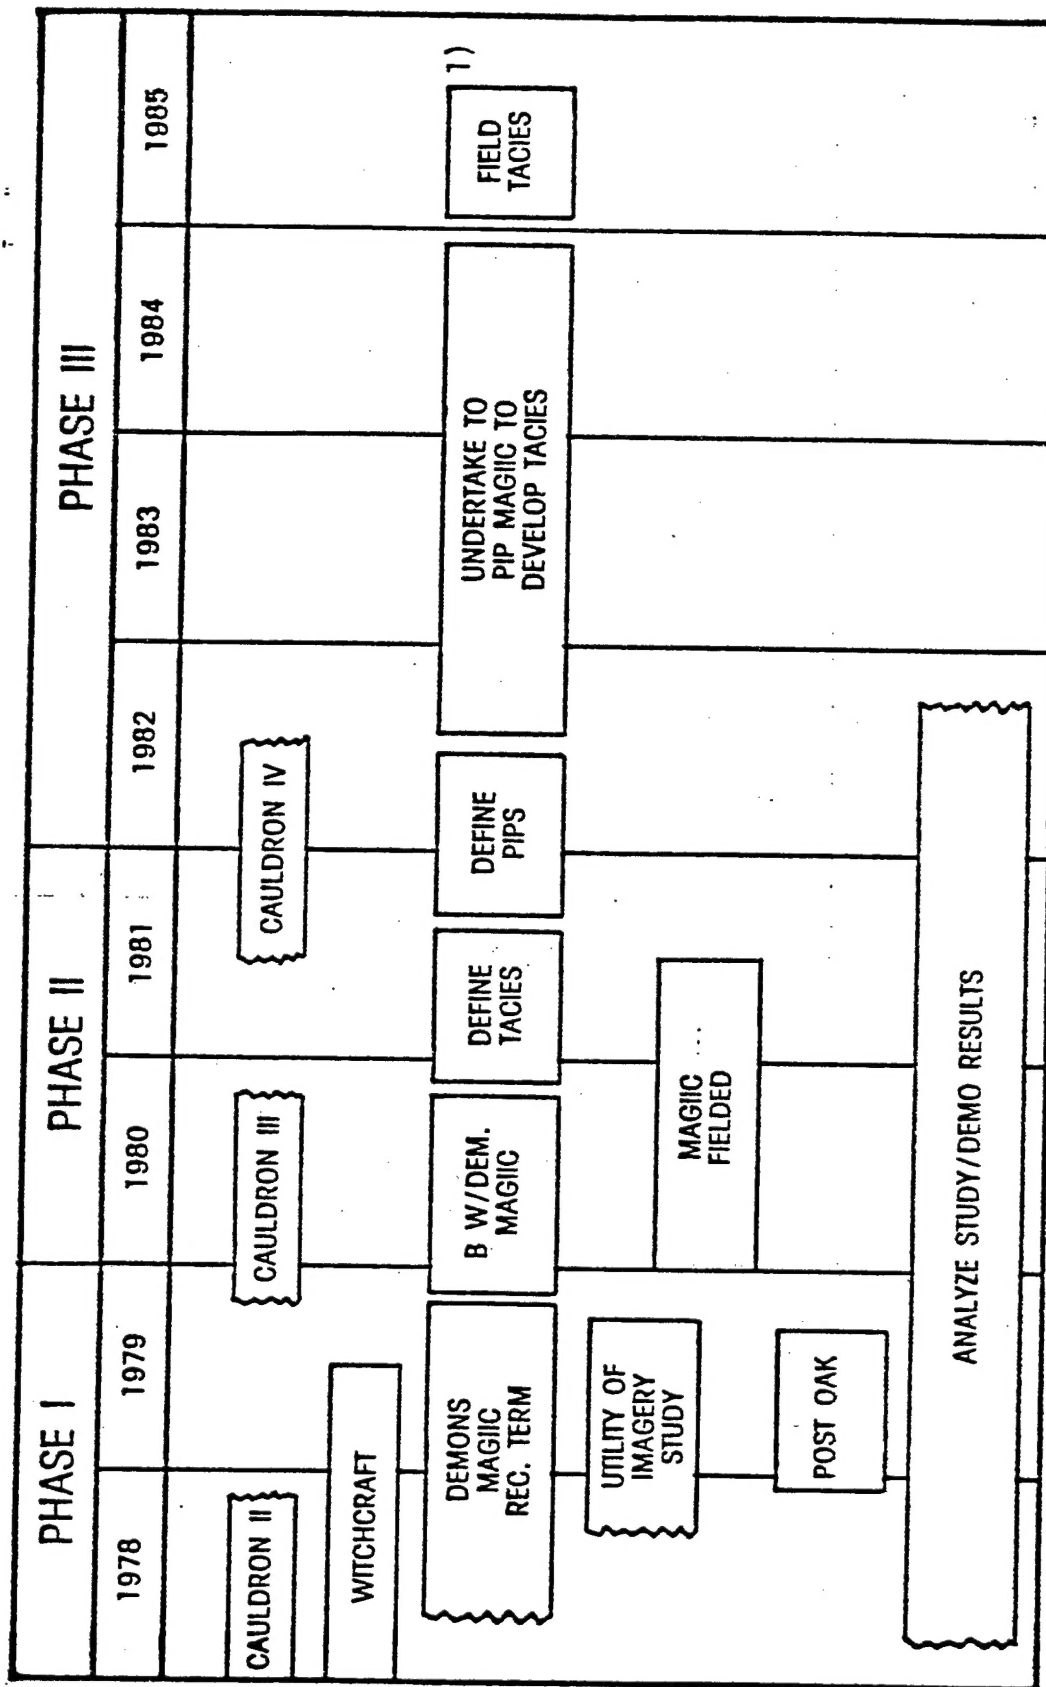 PHASE I
PHASE II
PHASE III
1978
1979
1980
1981
1982
1983
1984
1985
CAULDRON II
CAULDRON III
CAULDRON IV
WITCHCRAFT
DEMONS
MAGIIC
REC. TERM
B W/DEM.
MAGIIC
DEFINE
TACIES
DEFINE
PIPS
UNDERTAKE TO
PIP MAGIIC TO
DEVELOP TACIES
FIELD
TACIES
1)
UTILITY OF
IMAGERY
STUDY
MAGIIC
FIELDED
POST OAK
ANALYZE STUDY/DEMO RESULTS